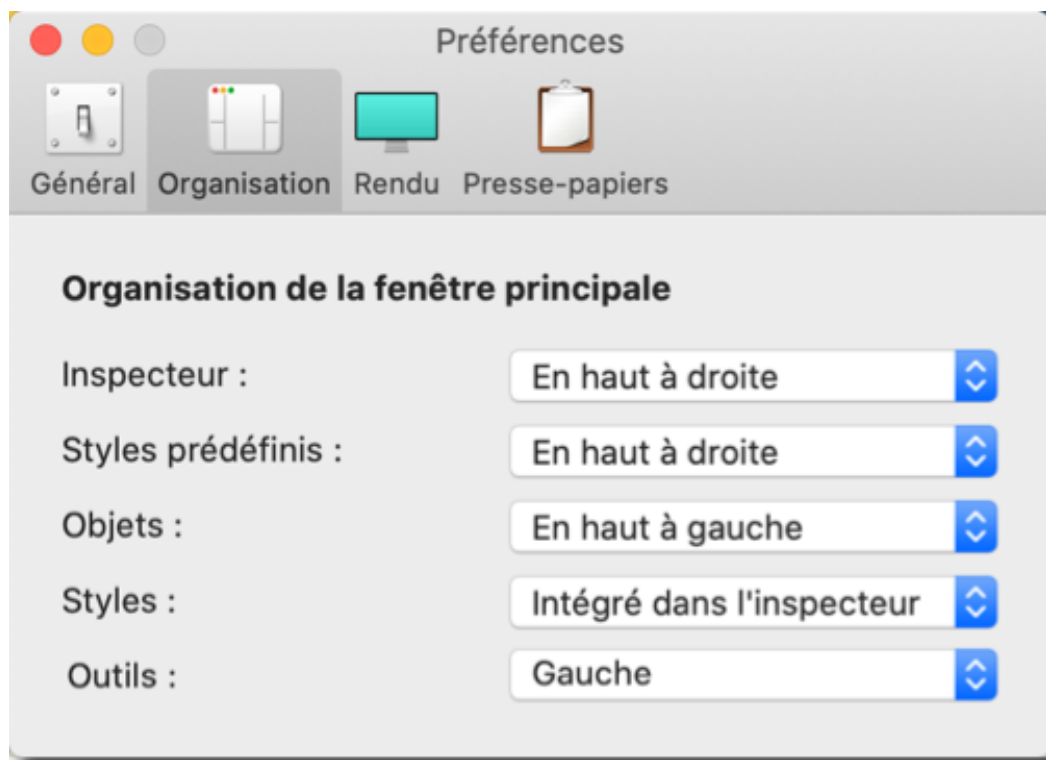 Préférences
Général Organisation Rendu Presse-papiers
Organisation de la fenêtre principale
Inspecteur : En haut à droite
Styles prédéfinis : En haut à droite
Objets : En haut à gauche
Styles : Intégré dans l'inspecteur
Outils : Gauche